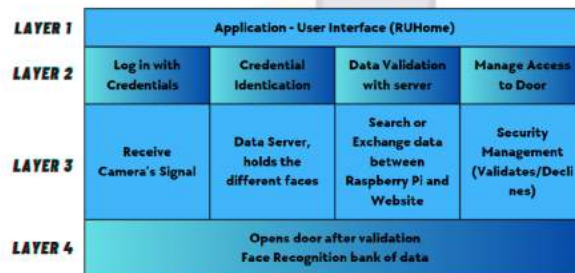 LAYER 1
Application - User Interface (RUHome)
LAYER 2
Log in with
Credentials
Credential
Identication
Data Validation
with server
Manage Access
to Door
LAYER 3
Receive
Camera's Signal
Data Server,
holds the
different faces
Search or
Exchange data
between
Raspberry Pi and
Website
Security
Management
(Validates/Decli
nes)
LAYER 4
Opens door after validation
Face Recognition bank of data